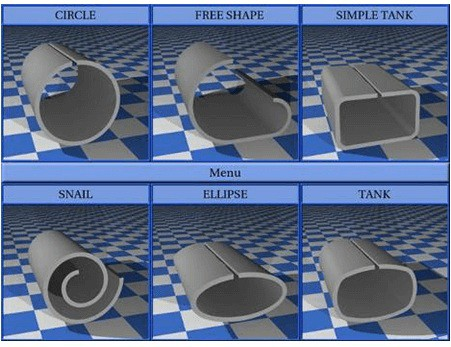 CIRCLE
FREE SHAPE
SIMPLE TANK
Menu
SNAIL
ELLIPSE
TANK